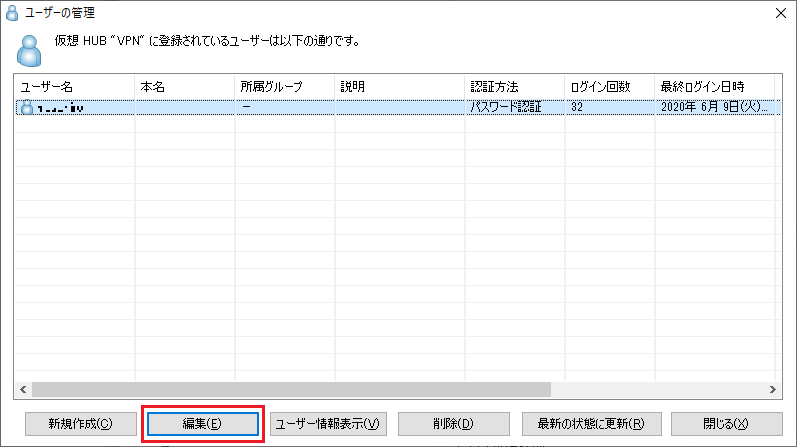 ユーザーの管理
仮想 HUB "VPN" に登録されているユーザーは以下の通りです。
ユーザー名 本名 所属グループ 説明 認証方法 ログイン回数 最終ログイン日時
- パスワード認証 32 2020年 6月 9日(火)...
新規作成(C) 編集(E) ユーザー情報表示(V) 削除(D) 最新の状態に更新(R) 閉じる(X)